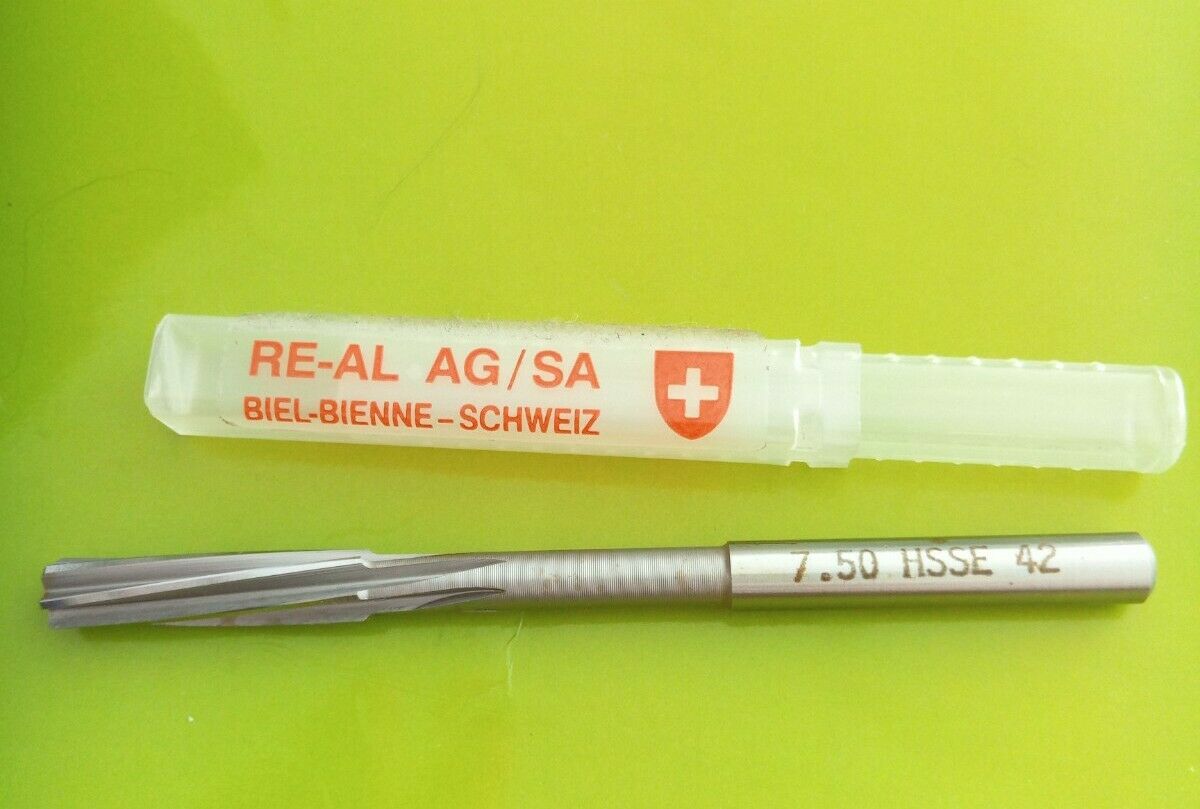 RE-AL AG/SA
BIEL-BIENNE-SCHWEIZ
7.50 HSSE 42